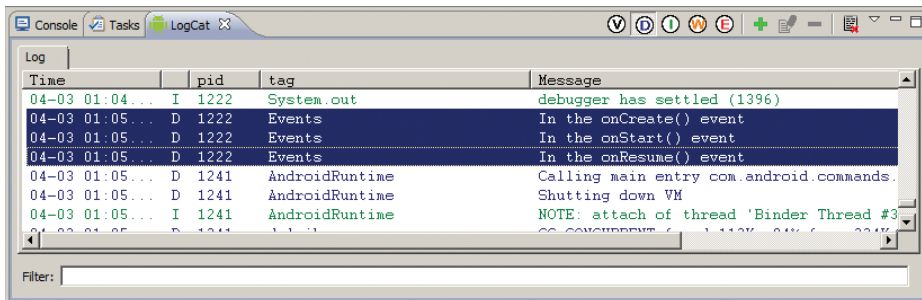 Console Tasks LogCat V D I W E
Log
Time pid tag Message
04-03 01:04... I 1222 System.out debugger has settled (1396)
04-03 01:05... D 1222 Events In the onCreate() event
04-03 01:05... D 1222 Events In the onStart() event
04-03 01:05... D 1222 Events In the onResume() event
04-03 01:05... D 1241 AndroidRuntime Calling main entry com.android.commands.
04-03 01:05... D 1241 AndroidRuntime Shutting down VM
04-03 01:05... I 1241 AndroidRuntime NOTE: attach of thread 'Binder Thread #3
Filter: